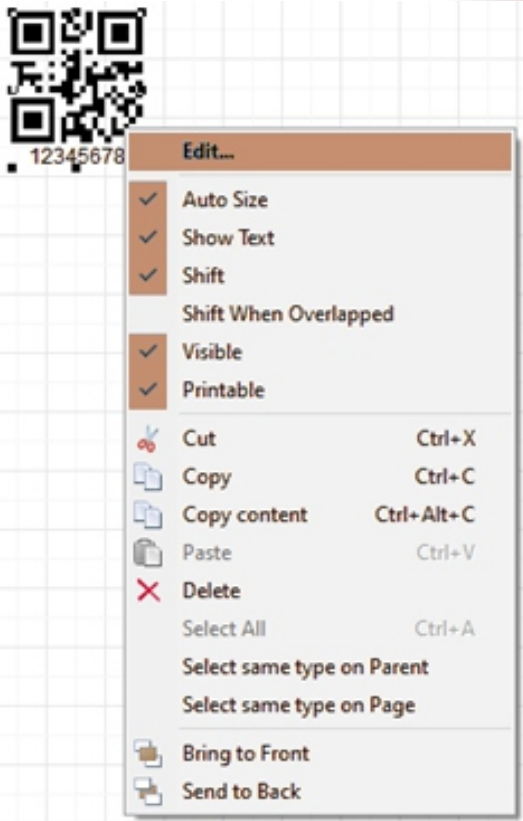 12345678
Edit...
Auto Size
Show Text
Shift
Shift When Overlapped
Visible
Printable
Cut Ctrl+X
Copy Ctrl+C
Copy content Ctrl+Alt+C
Paste Ctrl+V
Delete
Select All Ctrl+A
Select same type on Parent
Select same type on Page
Bring to Front
Send to Back